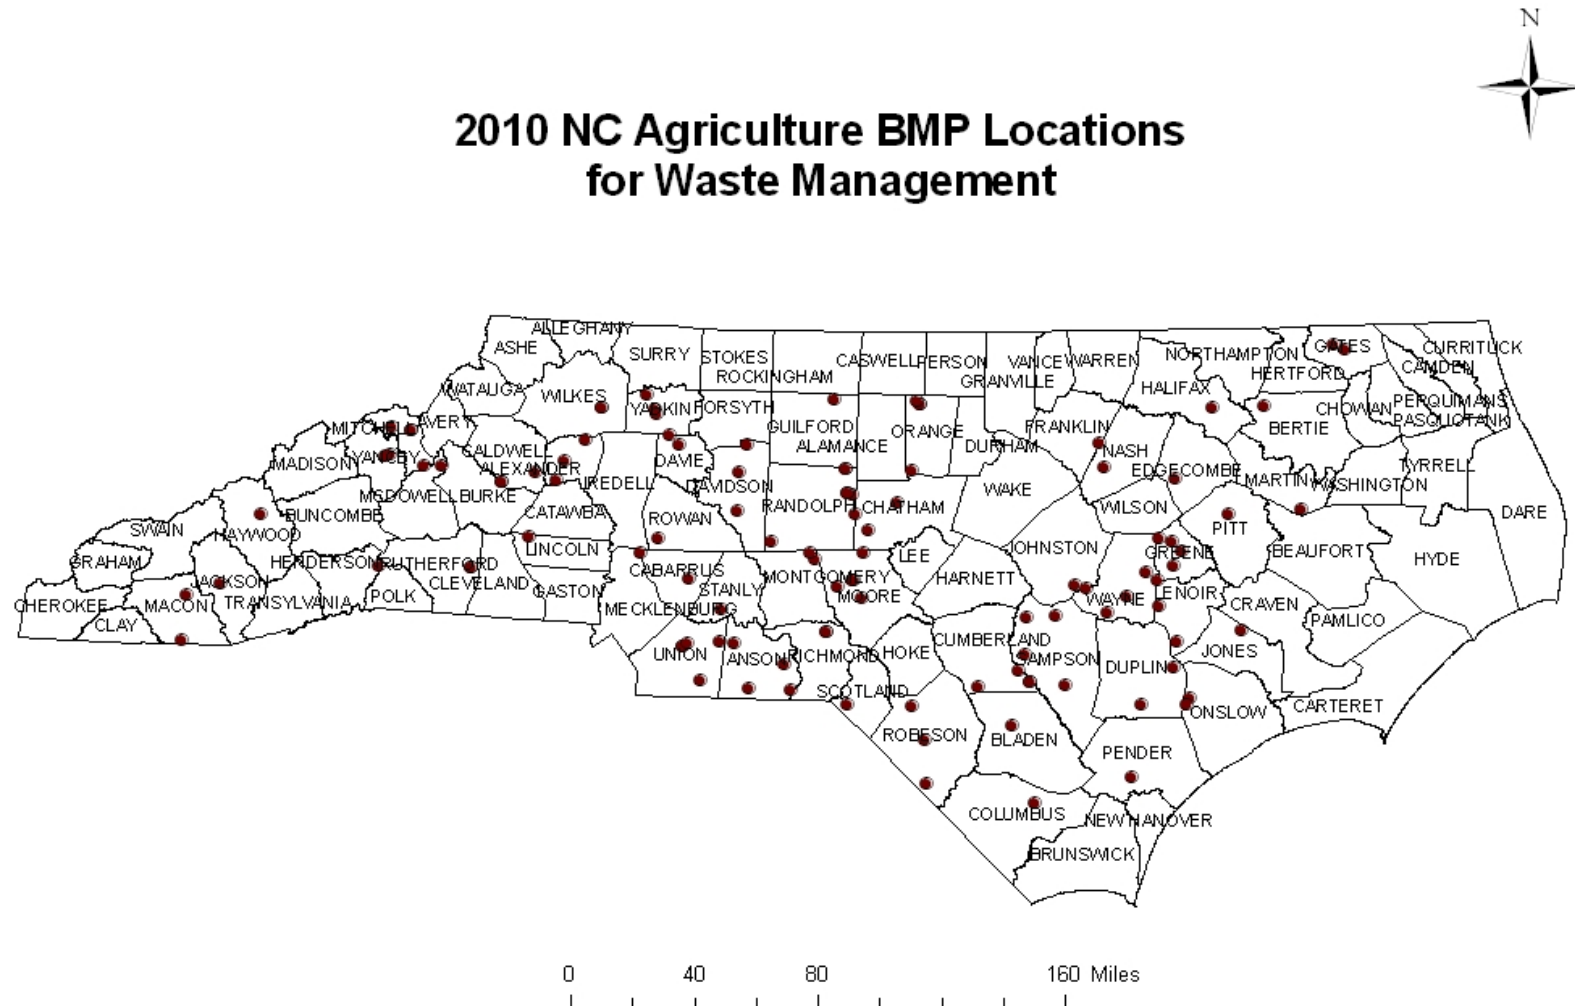 N
2010 NC Agriculture BMP Locations
for Waste Management
ALLEGHANY
ASHE
SURRY
STOKES
ROCKINGHAM
CASWELL
PERSON
GRANVILLE
VANCE
WARREN
NORTHAMPTON
GATES
HERTFORD
CURRITUCK
CAMDEN
WATAUGA
WILKES
YADKIN
FORSYTH
GUILFORD
ALAMANCE
ORANGE
DURHAM
FRANKLIN
HALIFAX
BERTIE
CHOWAN
PERQUIMANS
PASQUOTANK
MITCHELL
AVERY
CALDWELL
ALEXANDER
MADISON
YANCEY
IREDELL
DAVIE
DAVIDSON
RANDOLPH
CHATHAM
WAKE
NASH
EDGECOMBE
MARTIN
WASHINGTON
TYRRELL
DARE
MCDOWELL
BURKE
CATAWBA
ROWAN
WILSON
PITT
SWAIN
HAYWOOD
BUNCOMBE
LINCOLN
LEE
JOHNSTON
GREENE
BEAUFORT
HYDE
GRAHAM
JACKSON
HENDERSON
RUTHERFORD
CLEVELAND
GASTON
CABARRUS
STANLY
MONTGOMERY
MOORE
HARNETT
WAYNE
LENOIR
CRAVEN
PAMLICO
CHEROKEE
CLAY
MACON
TRANSYLVANIA
POLK
MECKLENBURG
UNION
ANSON
RICHMOND
HOKE
CUMBERLAND
SAMPSON
DUPLIN
JONES
SCOTLAND
ONSLOW
CARTERET
ROBESON
BLADEN
PENDER
COLUMBUS
NEW HANOVER
BRUNSWICK
0 40 80 160 Miles